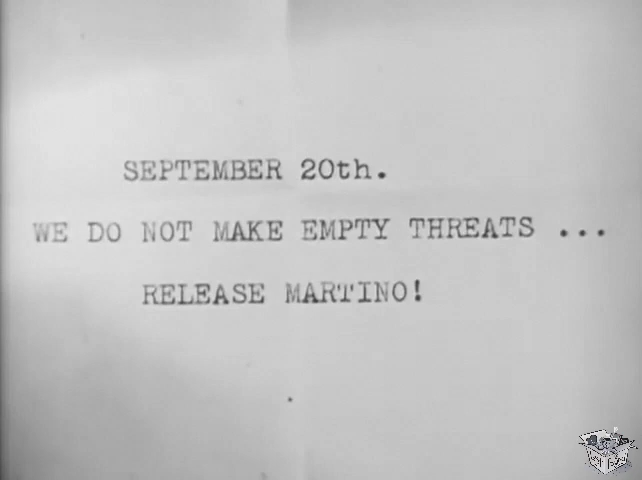 SEPTEMBER 20th.
WE DO NOT MAKE EMPTY THREATS ...
RELEASE MARTINO!